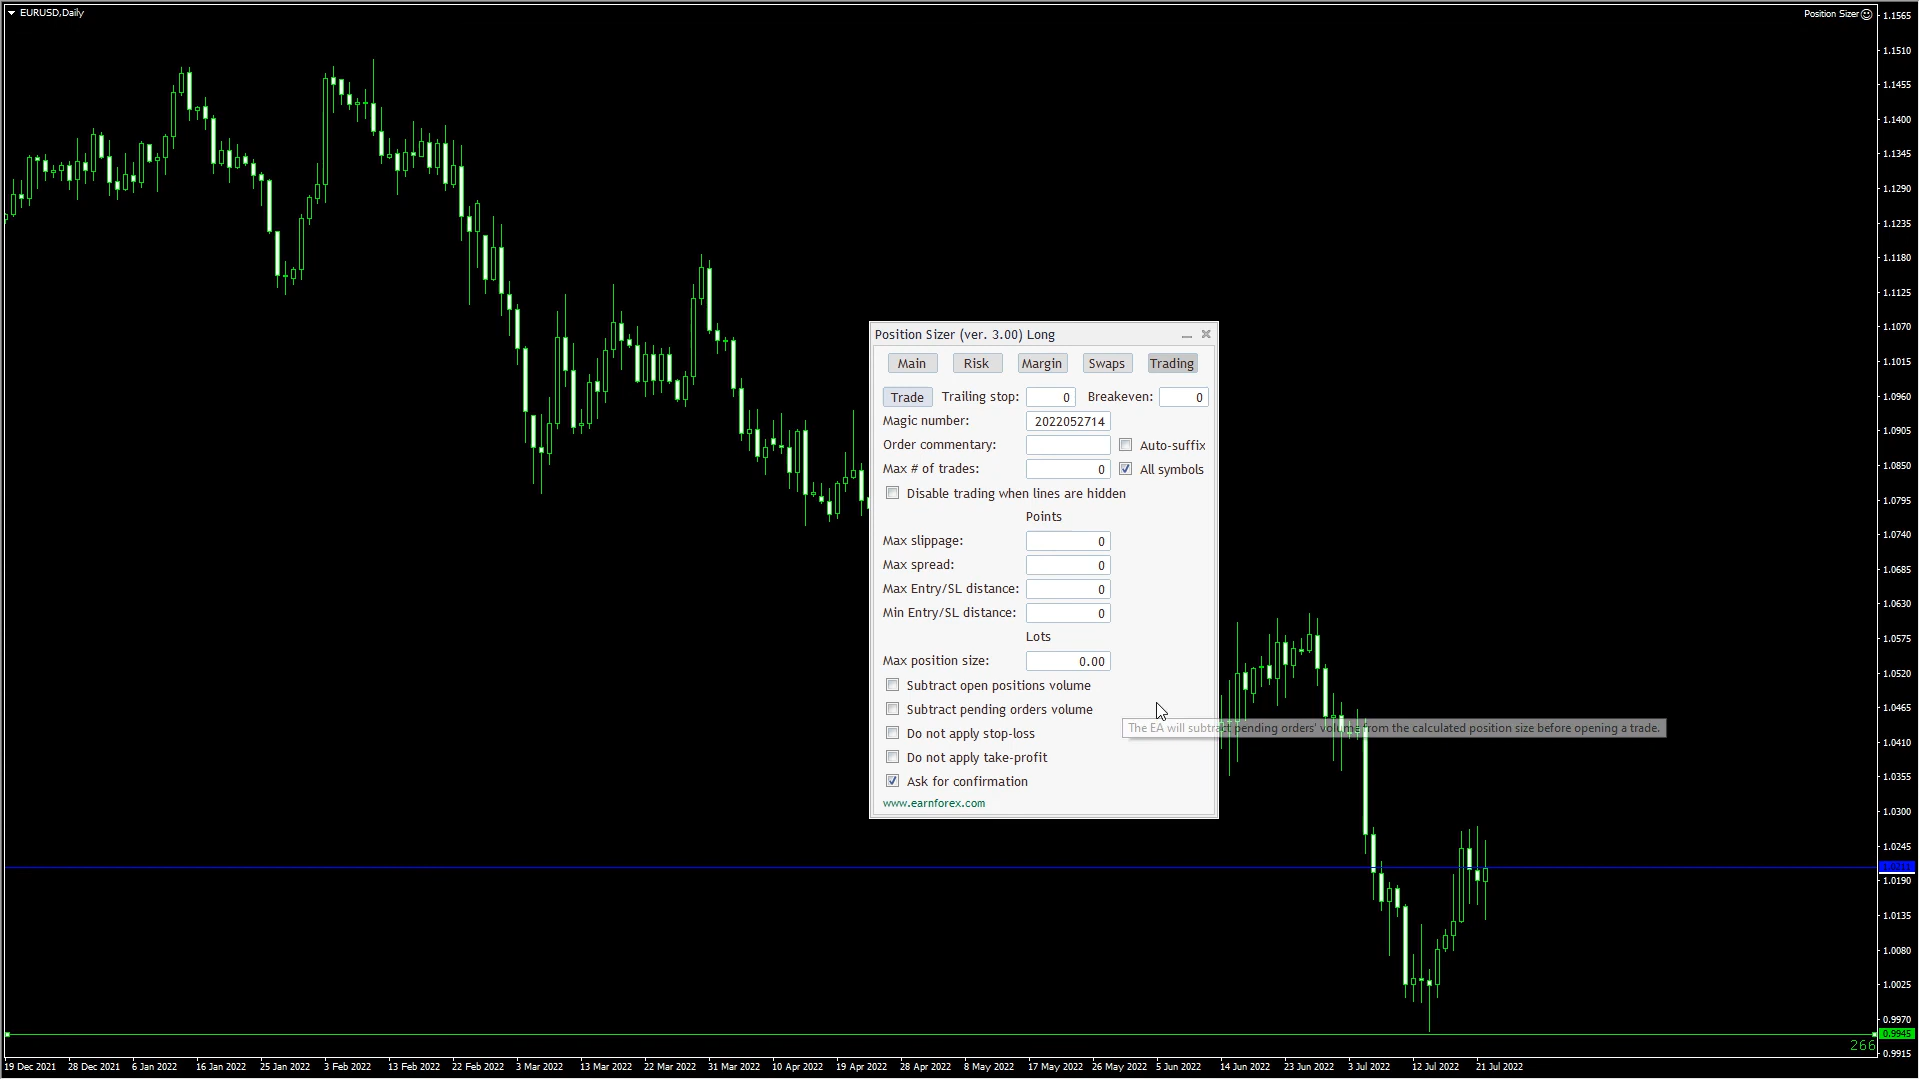 EURUSD,Daily
Position Sizer
1.1565
1.1510
1.1455
1.1400
1.1345
1.1290
1.1235
1.1180
1.1125
1.1070
1.1015
1.0960
1.0905
1.0850
1.0795
1.0740
1.0685
1.0630
1.0575
1.0520
1.0465
1.0410
1.0355
1.0300
1.0245
1.0190
1.0135
1.0080
1.0025
0.9970
0.9945
0.9915
Position Sizer (ver. 3.00) Long
Main Risk Margin Swaps Trading
Trade Trailing stop: 0 Breakeven: 0
Magic number: 2022052714
Order commentary: Auto-suffix
Max # of trades: 0 All symbols
Disable trading when lines are hidden
Points
Max slippage: 0
Max spread: 0
Max Entry/SL distance: 0
Min Entry/SL distance: 0
Lots
Max position size: 0.00
Subtract open positions volume
Subtract pending orders volume
The EA will subtract pending orders' volume from the calculated position size before opening a trade.
Do not apply stop-loss
Do not apply take-profit
Ask for confirmation
www.earnforex.com
266
19 Dec 2021 28 Dec 2021 6 Jan 2022 16 Jan 2022 25 Jan 2022 3 Feb 2022 13 Feb 2022 22 Feb 2022 3 Mar 2022 13 Mar 2022 22 Mar 2022 31 Mar 2022 10 Apr 2022 19 Apr 2022 28 Apr 2022 8 May 2022 17 May 2022 26 May 2022 5 Jun 2022 14 Jun 2022 23 Jun 2022 3 Jul 2022 12 Jul 2022 21 Jul 2022